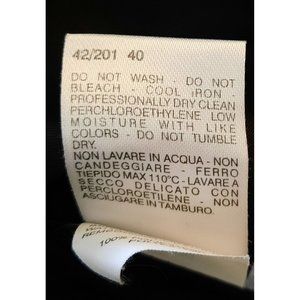 42/201 40
DO NOT WASH - DO NOT
BLEACH - COOL IRON -
PROFESSIONALLY DRY CLEAN
PERCHLOROETHYLENE LOW
MOISTURE WITH LIKE
COLORS - DO NOT TUMBLE
DRY.
NON LAVARE IN ACQUA - NON
CANDEGGIARE - FERRO
TIEPIDO MAX 110°C - LAVARE A
SECCO DELICATO CON
PERCLOROETILENE - NON
ASCIUGARE IN TAMBURO.
100%